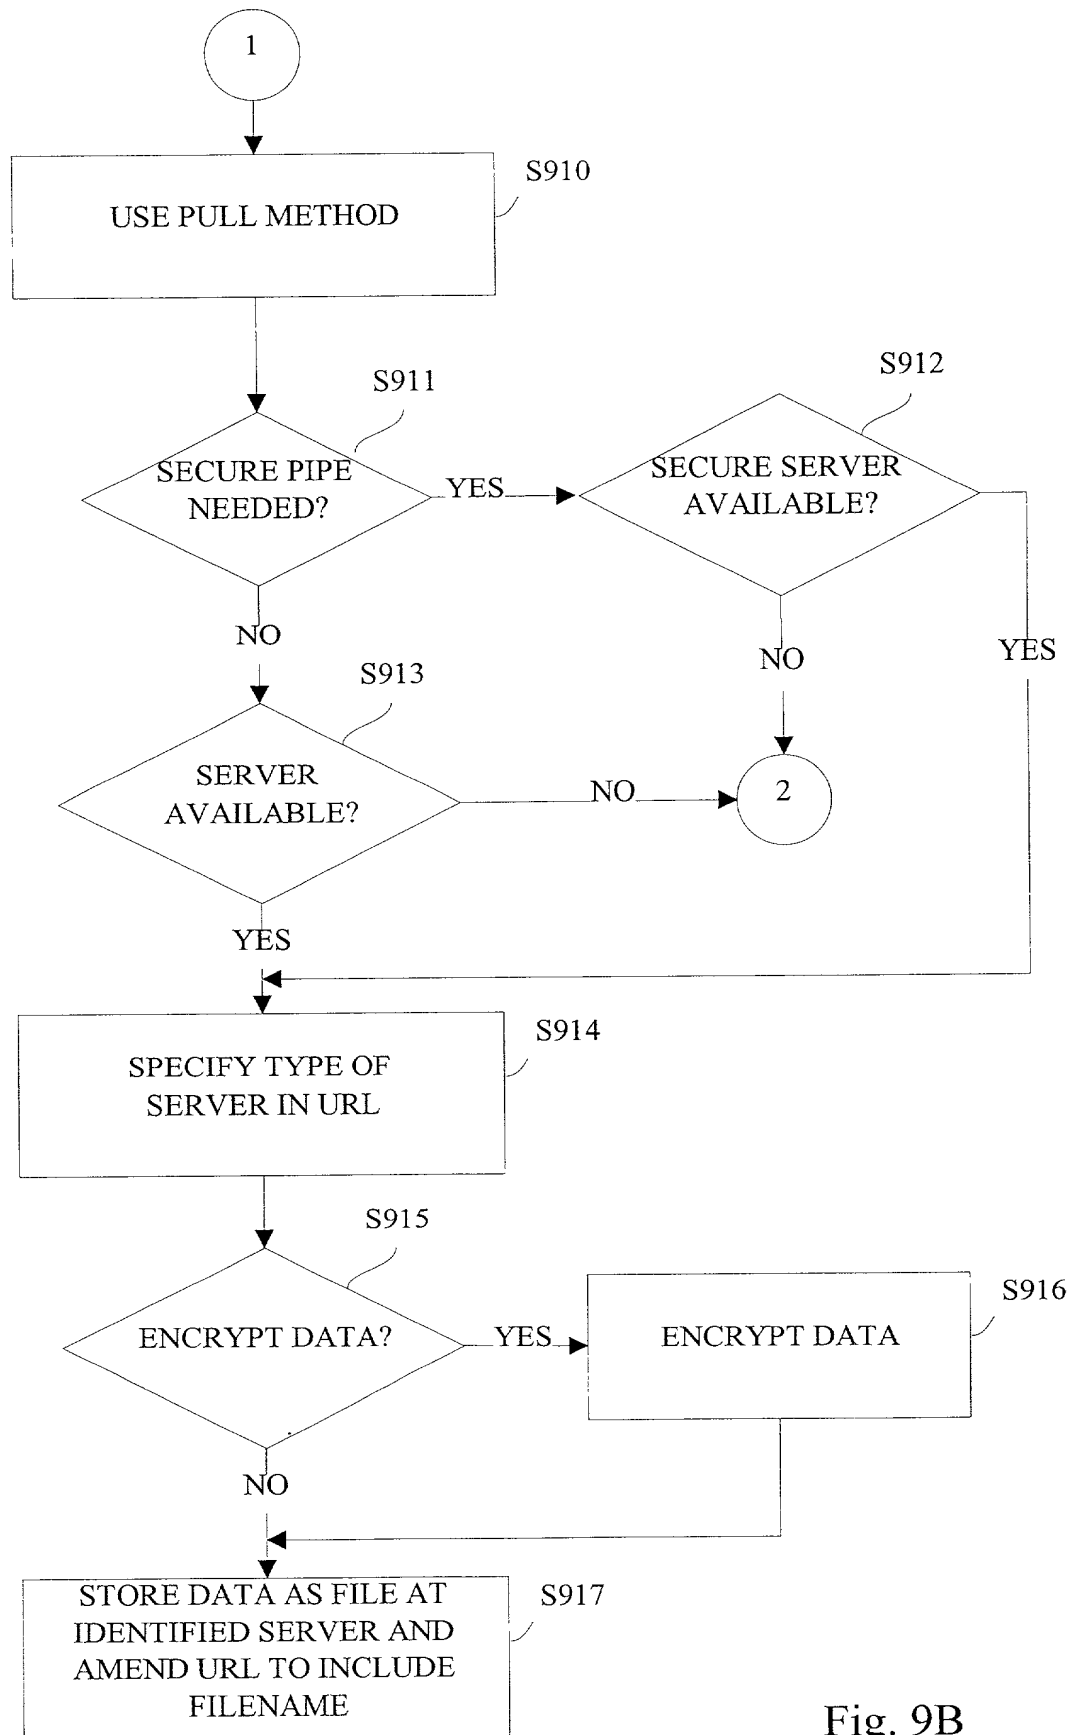 1
S910
USE PULL METHOD
S911
S912
SECURE PIPE
NEEDED?
YES
SECURE SERVER
AVAILABLE?
NO
NO
YES
S913
SERVER
AVAILABLE?
NO
2
YES
S914
SPECIFY TYPE OF
SERVER IN URL
S915
S916
ENCRYPT DATA?
YES
ENCRYPT DATA
NO
S917
STORE DATA AS FILE AT
IDENTIFIED SERVER AND
AMEND URL TO INCLUDE
FILENAME
Fig. 9B